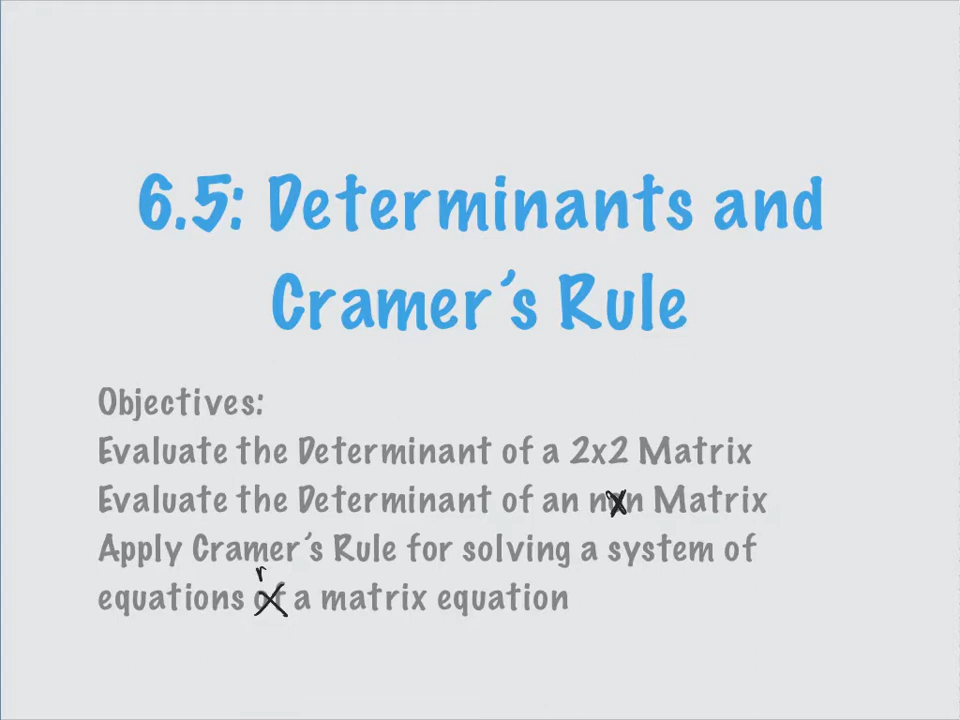 6.5: Determinants and
Cramer's Rule
Objectives:
Evaluate the Determinant of a 2x2 Matrix
Evaluate the Determinant of an nxn Matrix
Apply Cramer's Rule for solving a system of
r
equations of a matrix equation